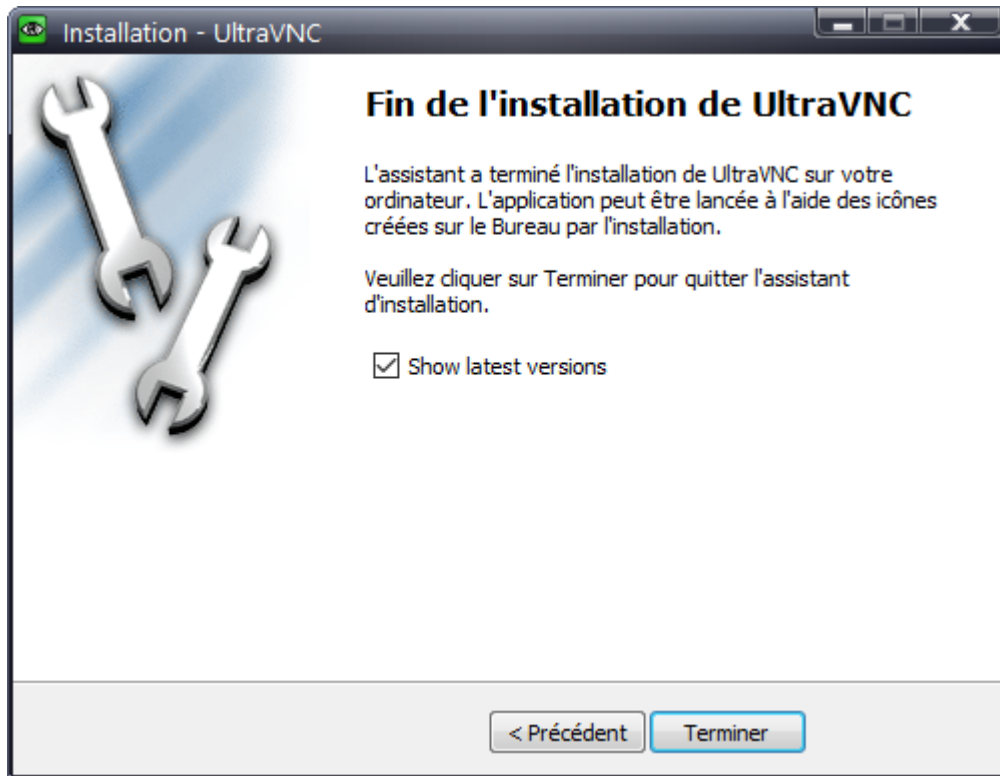 Installation - UltraVNC
Fin de l'installation de UltraVNC
L'assistant a terminé l'installation de UltraVNC sur votre
ordinateur. L'application peut être lancée à l'aide des icônes
créées sur le Bureau par l'installation.
Veuillez cliquer sur Terminer pour quitter l'assistant
d'installation.
Show latest versions
< Précédent
Terminer